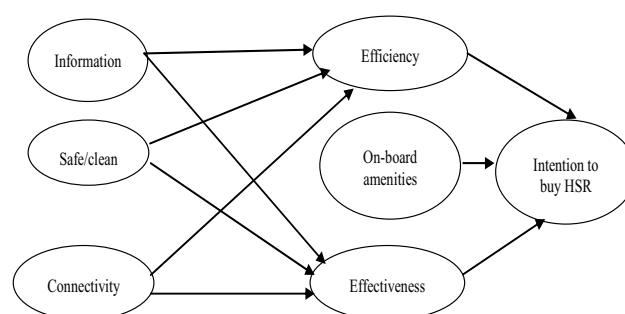 Information
Efficiency
Safe/clean
On-board
amenities
Intention to
buy HSR
Connectivity
Effectiveness